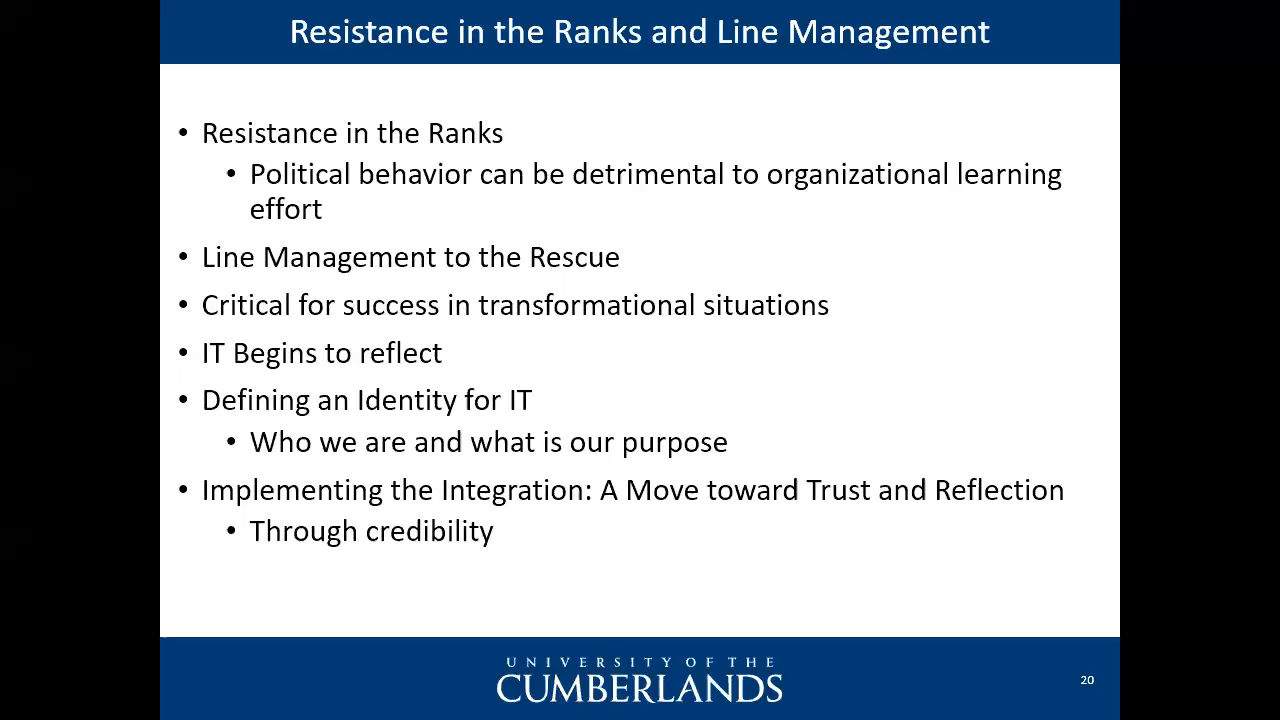 Resistance in the Ranks and Line Management
• Resistance in the Ranks
• Political behavior can be detrimental to organizational learning
effort
• Line Management to the Rescue
• Critical for success in transformational situations
• IT Begins to reflect
• Defining an Identity for IT
• Who we are and what is our purpose
• Implementing the Integration: A Move toward Trust and Reflection
• Through credibility
UNIVERSITY OF THE
CUMBERLANDS
20